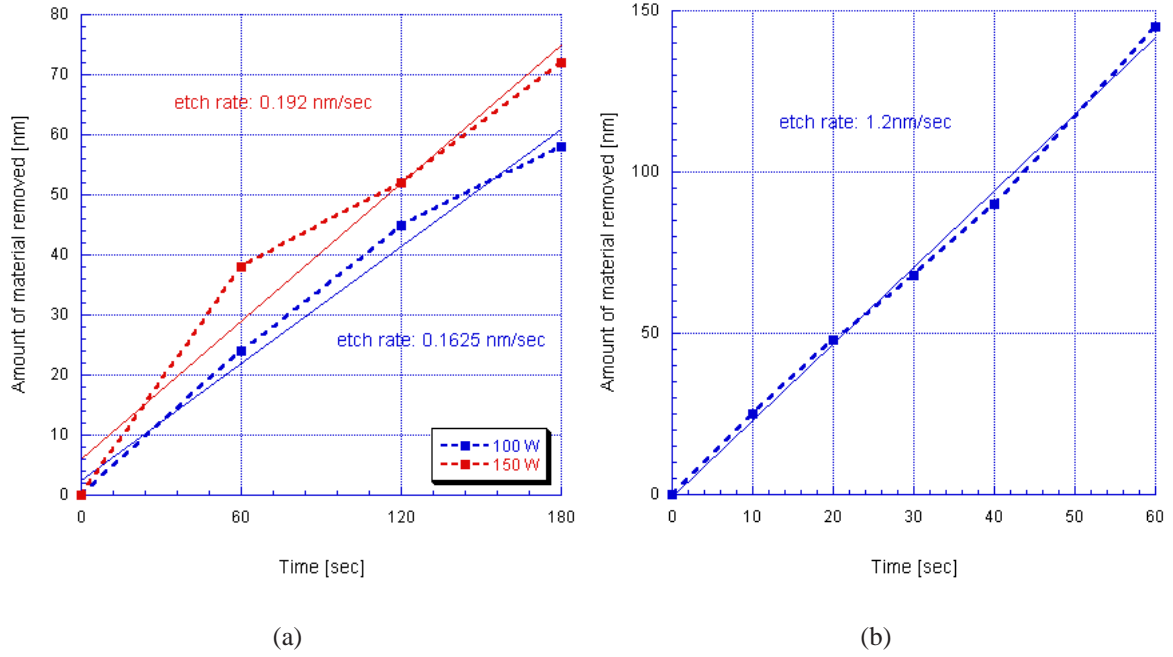 80
70
60
50
40
30
20
10
0
Amount of material removed [nm]
etch rate: 0.192 nm/sec
etch rate: 0.1625 nm/sec
100 W
150 W
0 60 120 180
Time [sec]
(a)
150
100
50
0
Amount of material removed [nm]
etch rate: 1.2nm/sec
0 10 20 30 40 50 60
Time [sec]
(b)